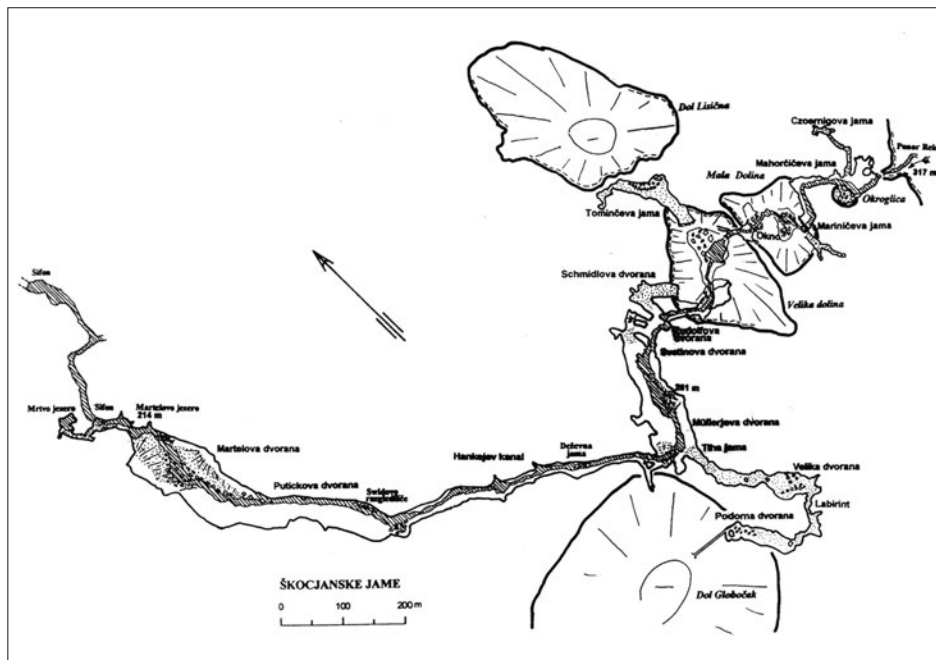 Dol Lisična
Czoernigova jama
Mahorčičeva jama
Ponor Reke
317 m
Mala Dolina
Okroglica
Tominčeva jama
Okno
Mariničeva jama
Schmidlova dvorana
Sifon
Velika dolina
Rudolfova
dvorana
Svetinova dvorana
Mrtvo jezero
Sifon
Martelovo jezero
214 m
Müllerjeva dvorana
Martelova dvorana
Tiha jama
Deževna
jama
Hankejev kanal
Velika dvorana
Putickova dvorana
Labirint
Podorna dvorana
ŠKOCJANSKE JAME
0 100 200 m
Dol Globočak